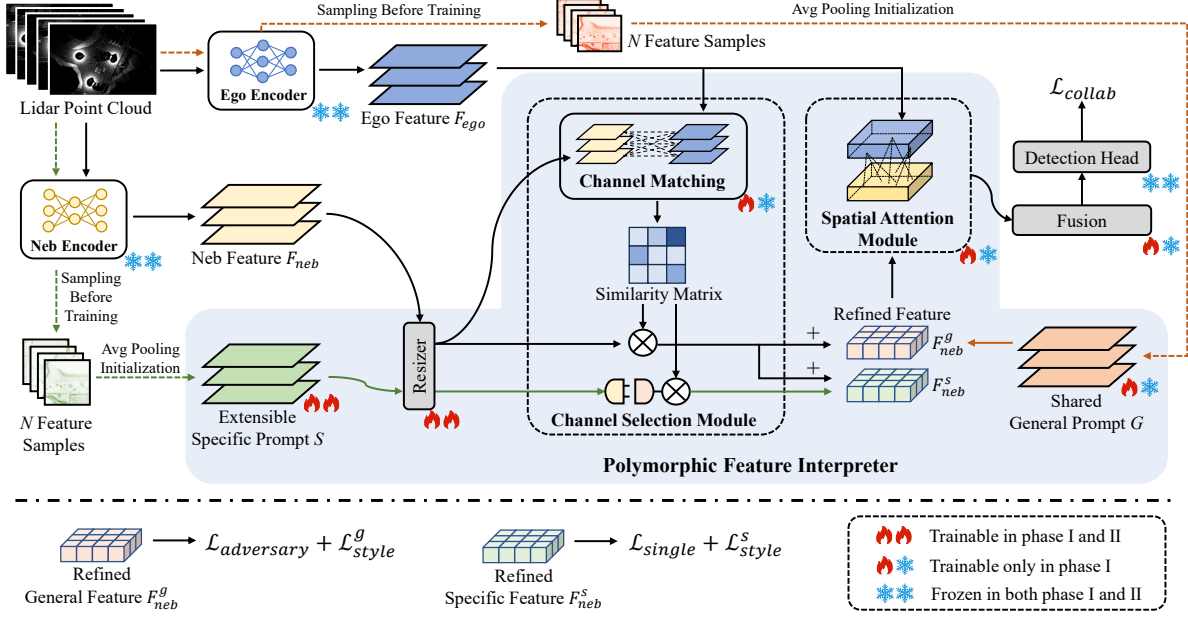 Sampling Before Training
Avg Pooling Initialization
N Feature Samples
Lidar Point Cloud
Ego Encoder
Ego Feature F_ego
L_collab
Detection Head
Fusion
Channel Matching
Spatial Attention
Module
Neb Encoder
Neb Feature F_neb
Sampling
Before
Training
Similarity Matrix
Refined Feature
Avg Pooling
Initialization
Resizer
+
F^g_neb
+
F^s_neb
N Feature
Samples
Extensible
Specific Prompt S
Channel Selection Module
Shared
General Prompt G
Polymorphic Feature Interpreter
L_adversary + L^g_style
Refined
General Feature F^g_neb
L_single + L^s_style
Refined
Specific Feature F^s_neb
Trainable in phase I and II
Trainable only in phase I
Frozen in both phase I and II